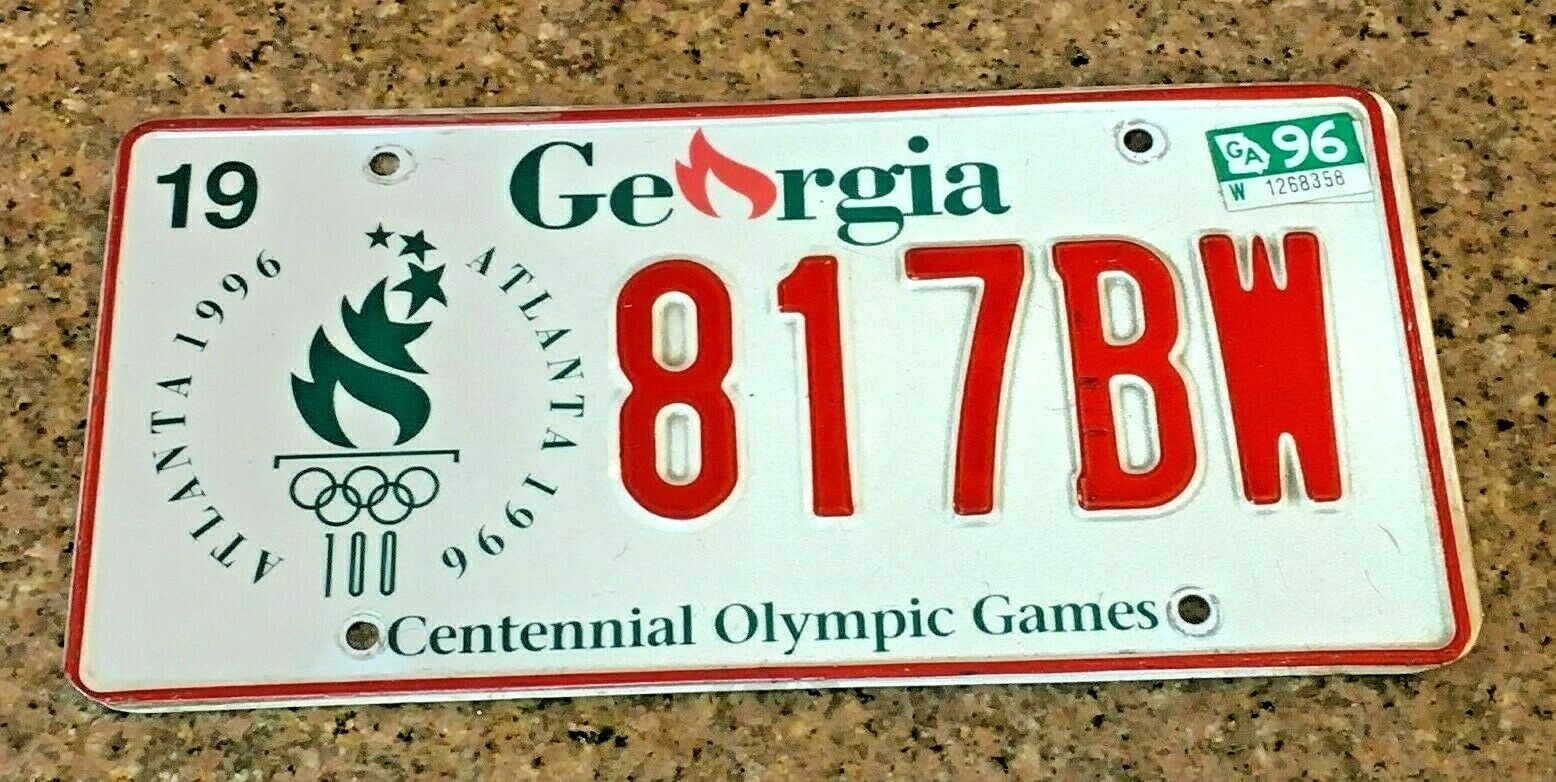 19
Georgia
GA 96
W 1268358
ATLANTA 1996
ATLANTA 1996
817BW
100
Centennial Olympic Games